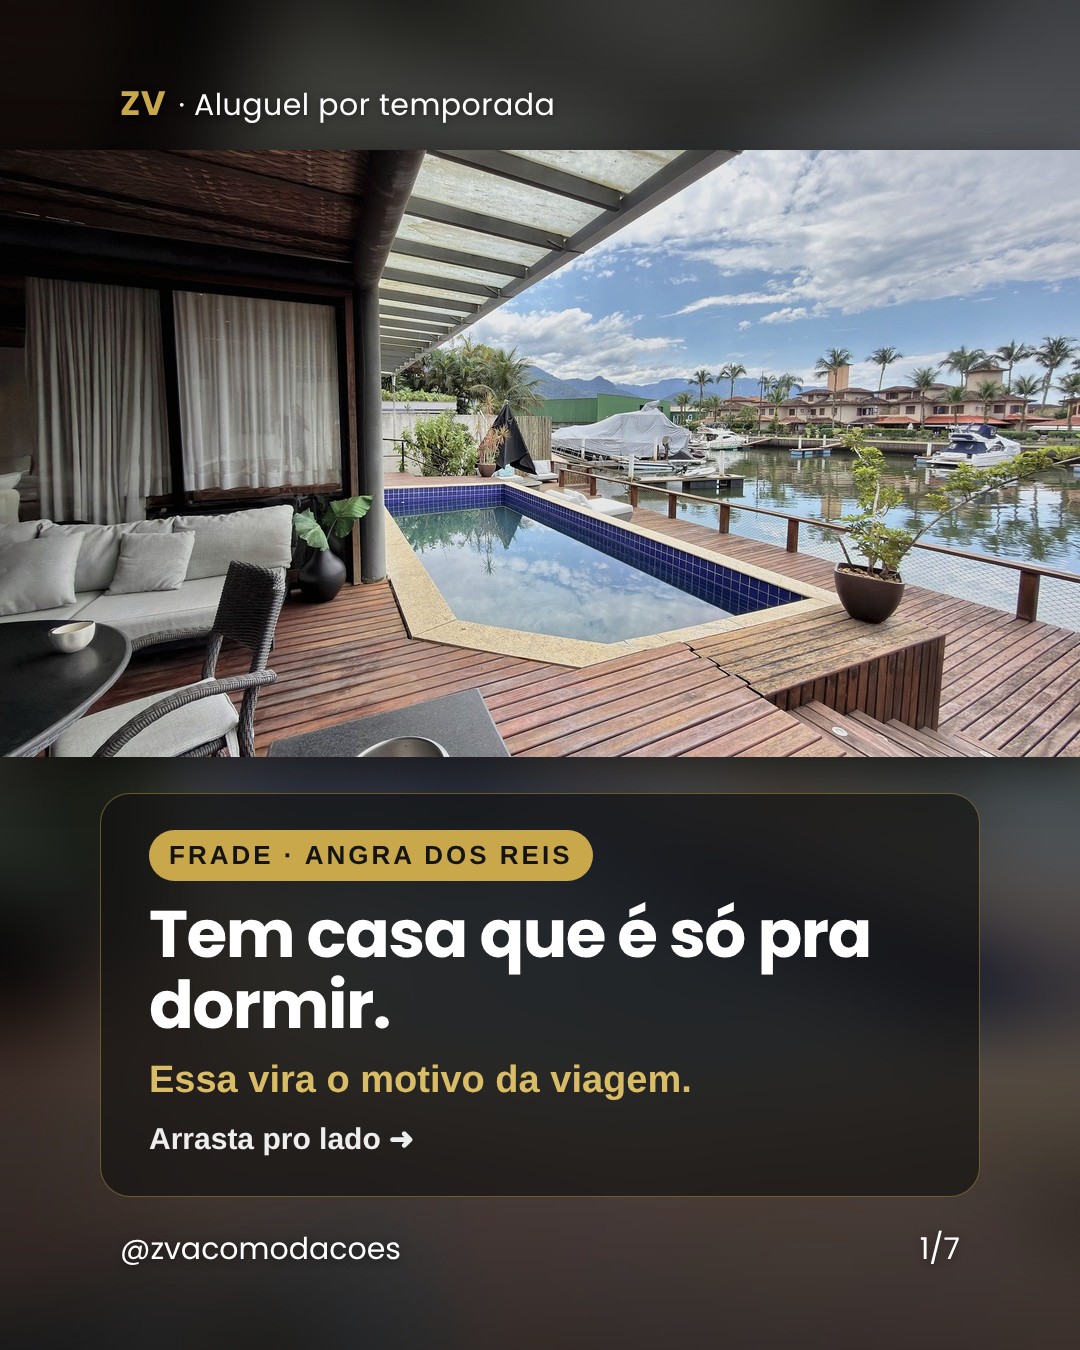 ZV · Aluguel por temporada
FRADE · ANGRA DOS REIS
Tem casa que é só pra
dormir.
Essa vira o motivo da viagem.
Arrasta pro lado ➜
@zvacomodacoes
1/7